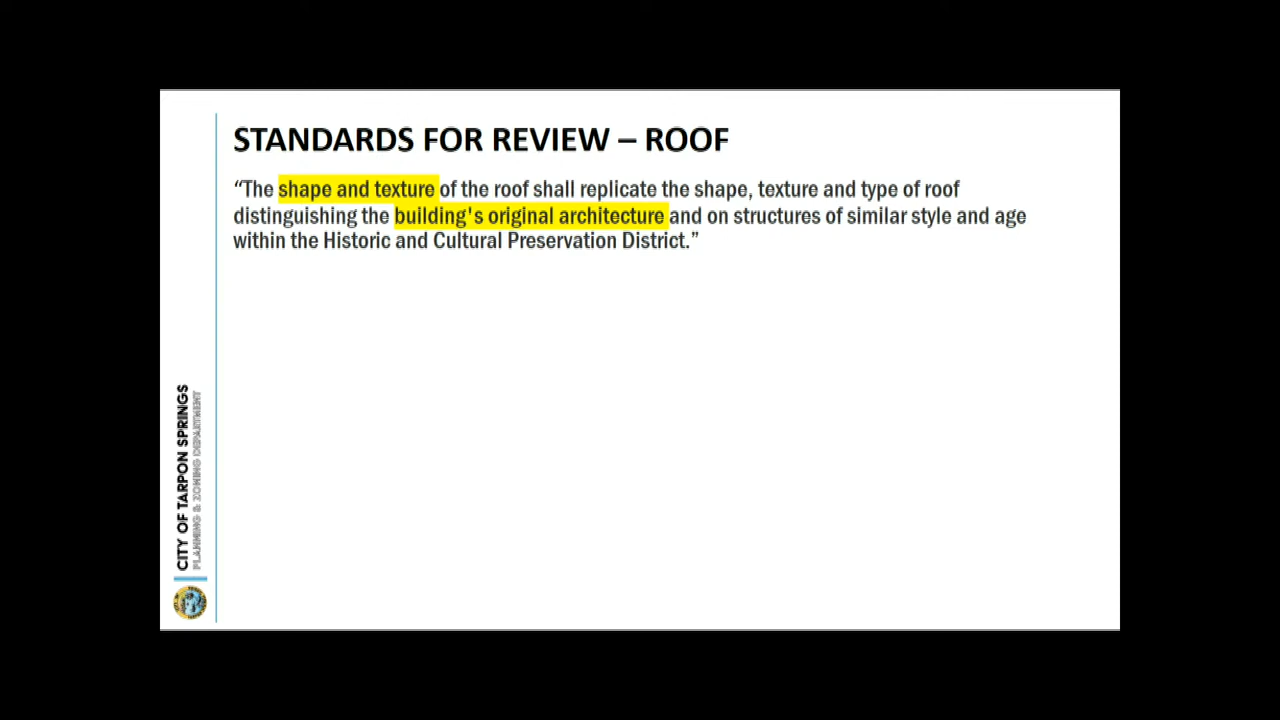 STANDARDS FOR REVIEW – ROOF
“The shape and texture of the roof shall replicate the shape, texture and type of roof
distinguishing the building's original architecture and on structures of similar style and age
within the Historic and Cultural Preservation District.”
CITY OF TARPON SPRINGS
PLANNING & ZONING DEPARTMENT